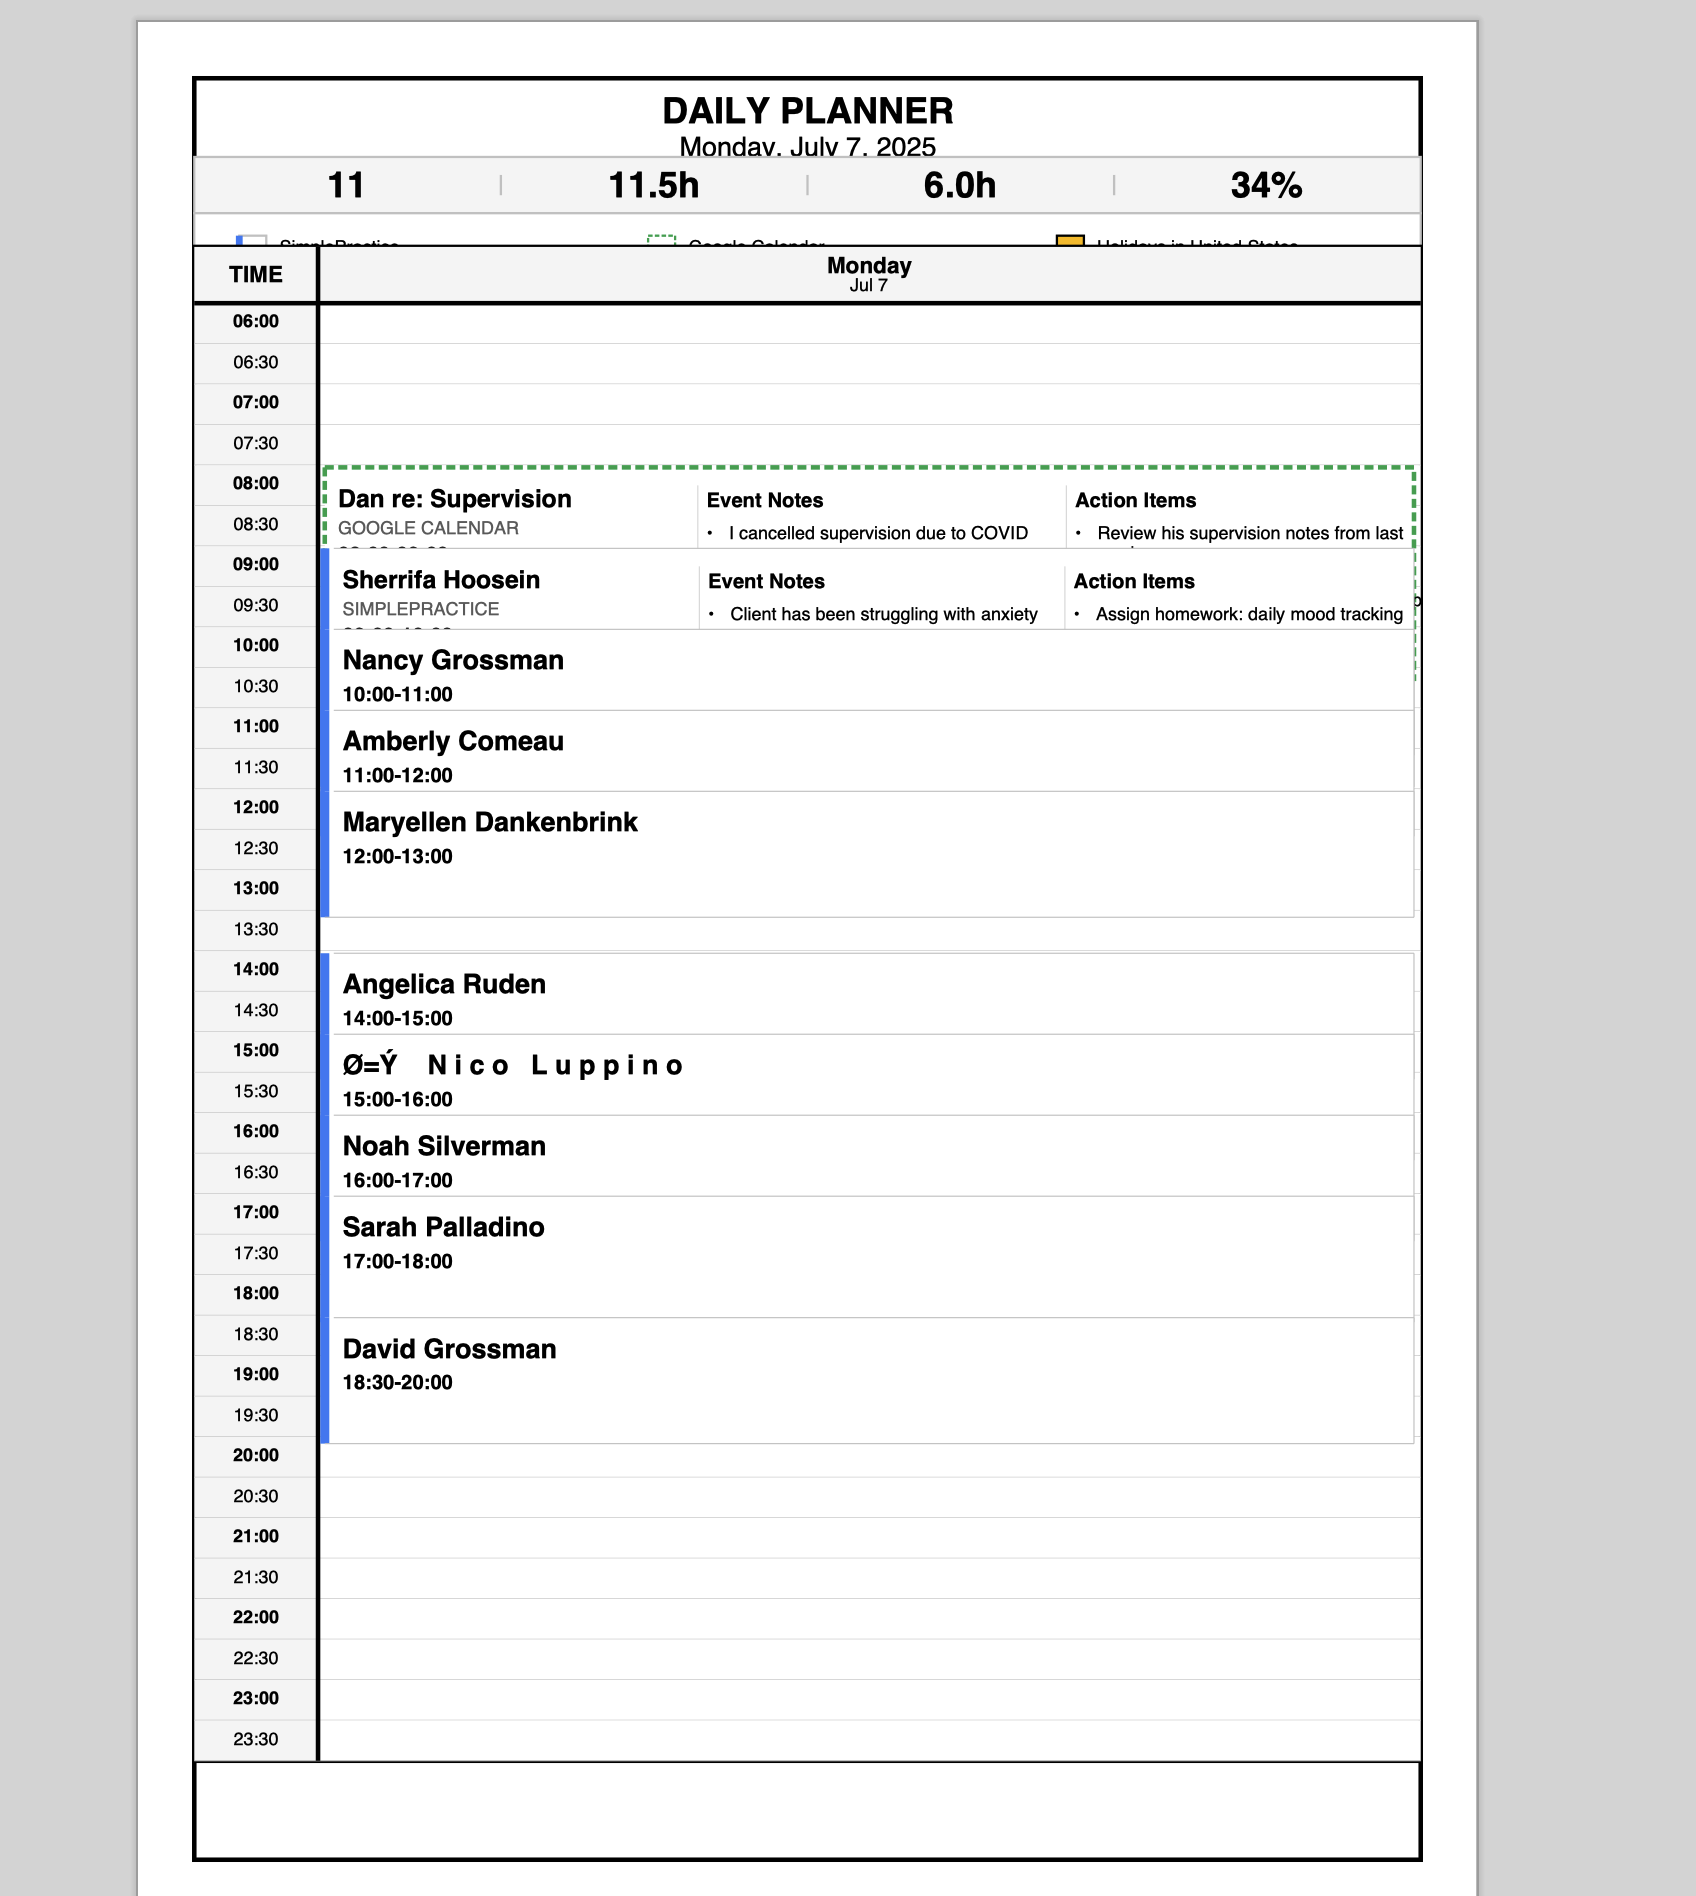 DAILY PLANNER
Monday, July 7, 2025
11 11.5h 6.0h 34%
SimplePractice Google Calendar Holidays in United States
TIME
Monday
Jul 7
06:00
06:30
07:00
07:30
08:00
08:30
Dan re: Supervision
GOOGLE CALENDAR
Event Notes
• I cancelled supervision due to COVID
Action Items
• Review his supervision notes from last
09:00
09:30
Sherrifa Hoosein
SIMPLEPRACTICE
Event Notes
• Client has been struggling with anxiety
Action Items
• Assign homework: daily mood tracking
10:00
10:30
Nancy Grossman
10:00-11:00
11:00
11:30
Amberly Comeau
11:00-12:00
12:00
12:30
Maryellen Dankenbrink
12:00-13:00
13:00
13:30
14:00
14:30
Angelica Ruden
14:00-15:00
15:00
15:30
Ø=Ý Nico Luppino
15:00-16:00
16:00
16:30
Noah Silverman
16:00-17:00
17:00
17:30
Sarah Palladino
17:00-18:00
18:00
18:30
David Grossman
18:30-20:00
19:00
19:30
20:00
20:30
21:00
21:30
22:00
22:30
23:00
23:30